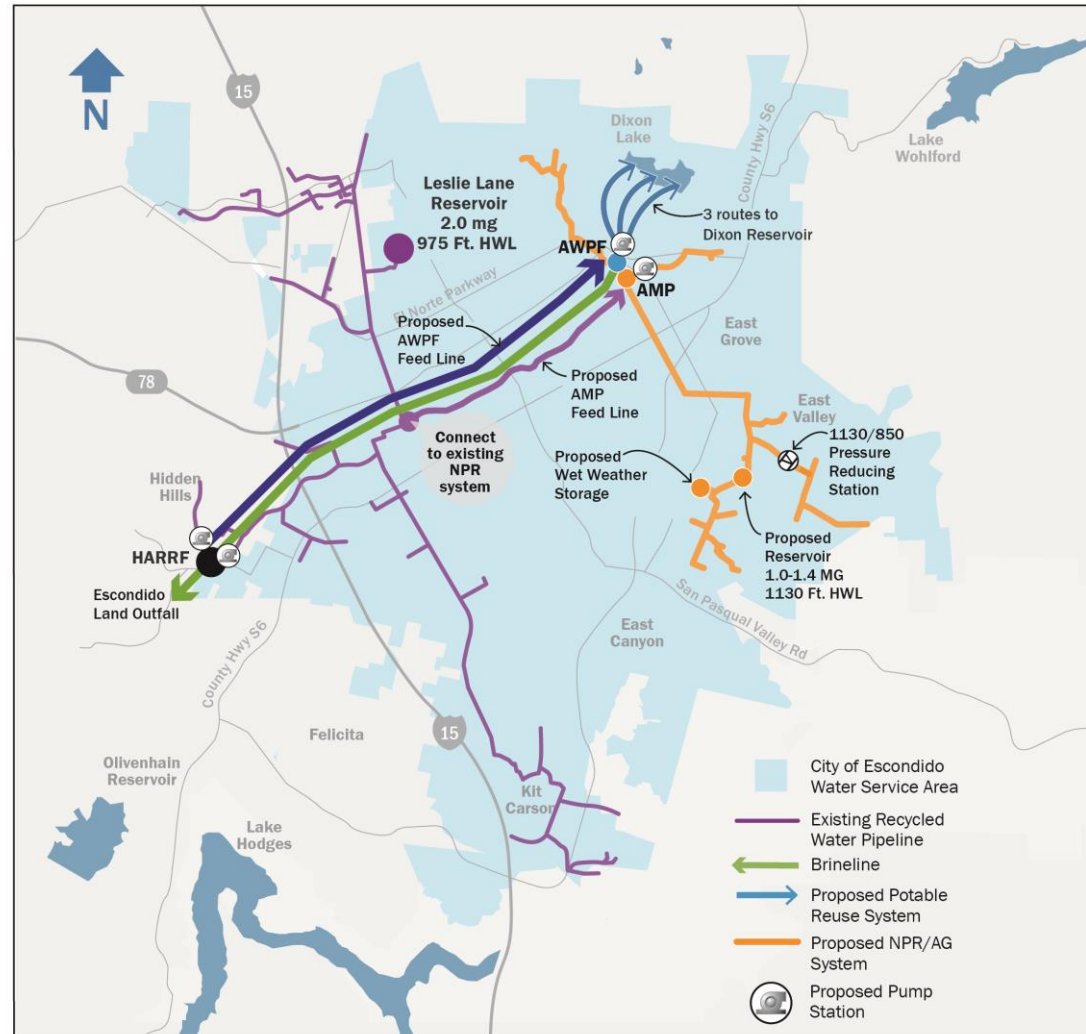 N
15
Dixon
Lake
County Hwy S6
Lake
Wohlford
Leslie Lane
Reservoir
2.0 mg
975 Ft. HWL
AWPF
3 routes to
Dixon Reservoir
AMP
El Norte Parkway
Proposed
AWPF
Feed Line
East
Grove
78
Proposed
AMP
Feed Line
East
Valley
1130/850
Pressure
Reducing
Station
Connect
to existing
NPR
system
Proposed
Wet Weather
Storage
Hidden
Hills
HARRF
Proposed
Reservoir
1.0-1.4 MG
1130 Ft. HWL
Escondido
Land Outfall
San Pasqual Valley Rd
East
Canyon
County Hwy S6
Felicita
15
Olivenhain
Reservoir
Lake
Hodges
Kit
Carson
City of Escondido
Water Service Area
Existing Recycled
Water Pipeline
Brineline
Proposed Potable
Reuse System
Proposed NPR/AG
System
Proposed Pump
Station